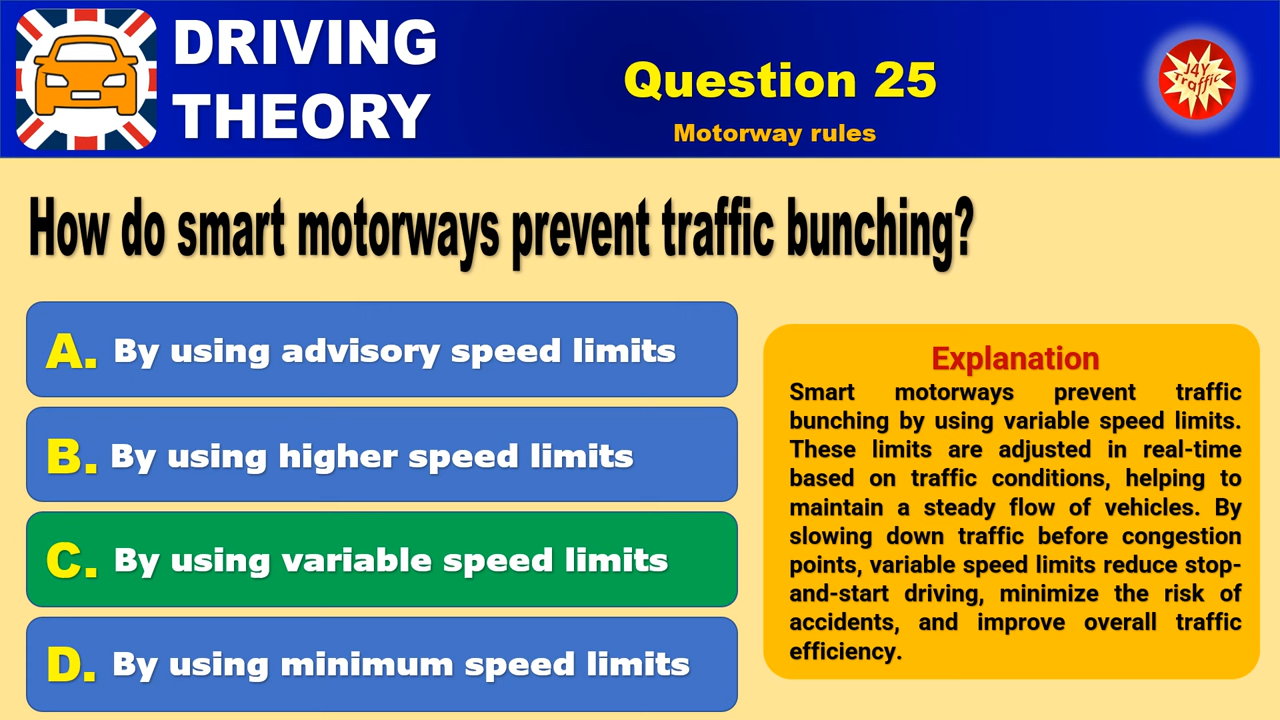 DRIVING
THEORY
Question 25
Motorway rules
J4Y
Traffic
How do smart motorways prevent traffic bunching?
A. By using advisory speed limits
B. By using higher speed limits
C. By using variable speed limits
D. By using minimum speed limits
Explanation
Smart motorways prevent traffic
bunching by using variable speed limits.
These limits are adjusted in real-time
based on traffic conditions, helping to
maintain a steady flow of vehicles. By
slowing down traffic before congestion
points, variable speed limits reduce stop-
and-start driving, minimize the risk of
accidents, and improve overall traffic
efficiency.